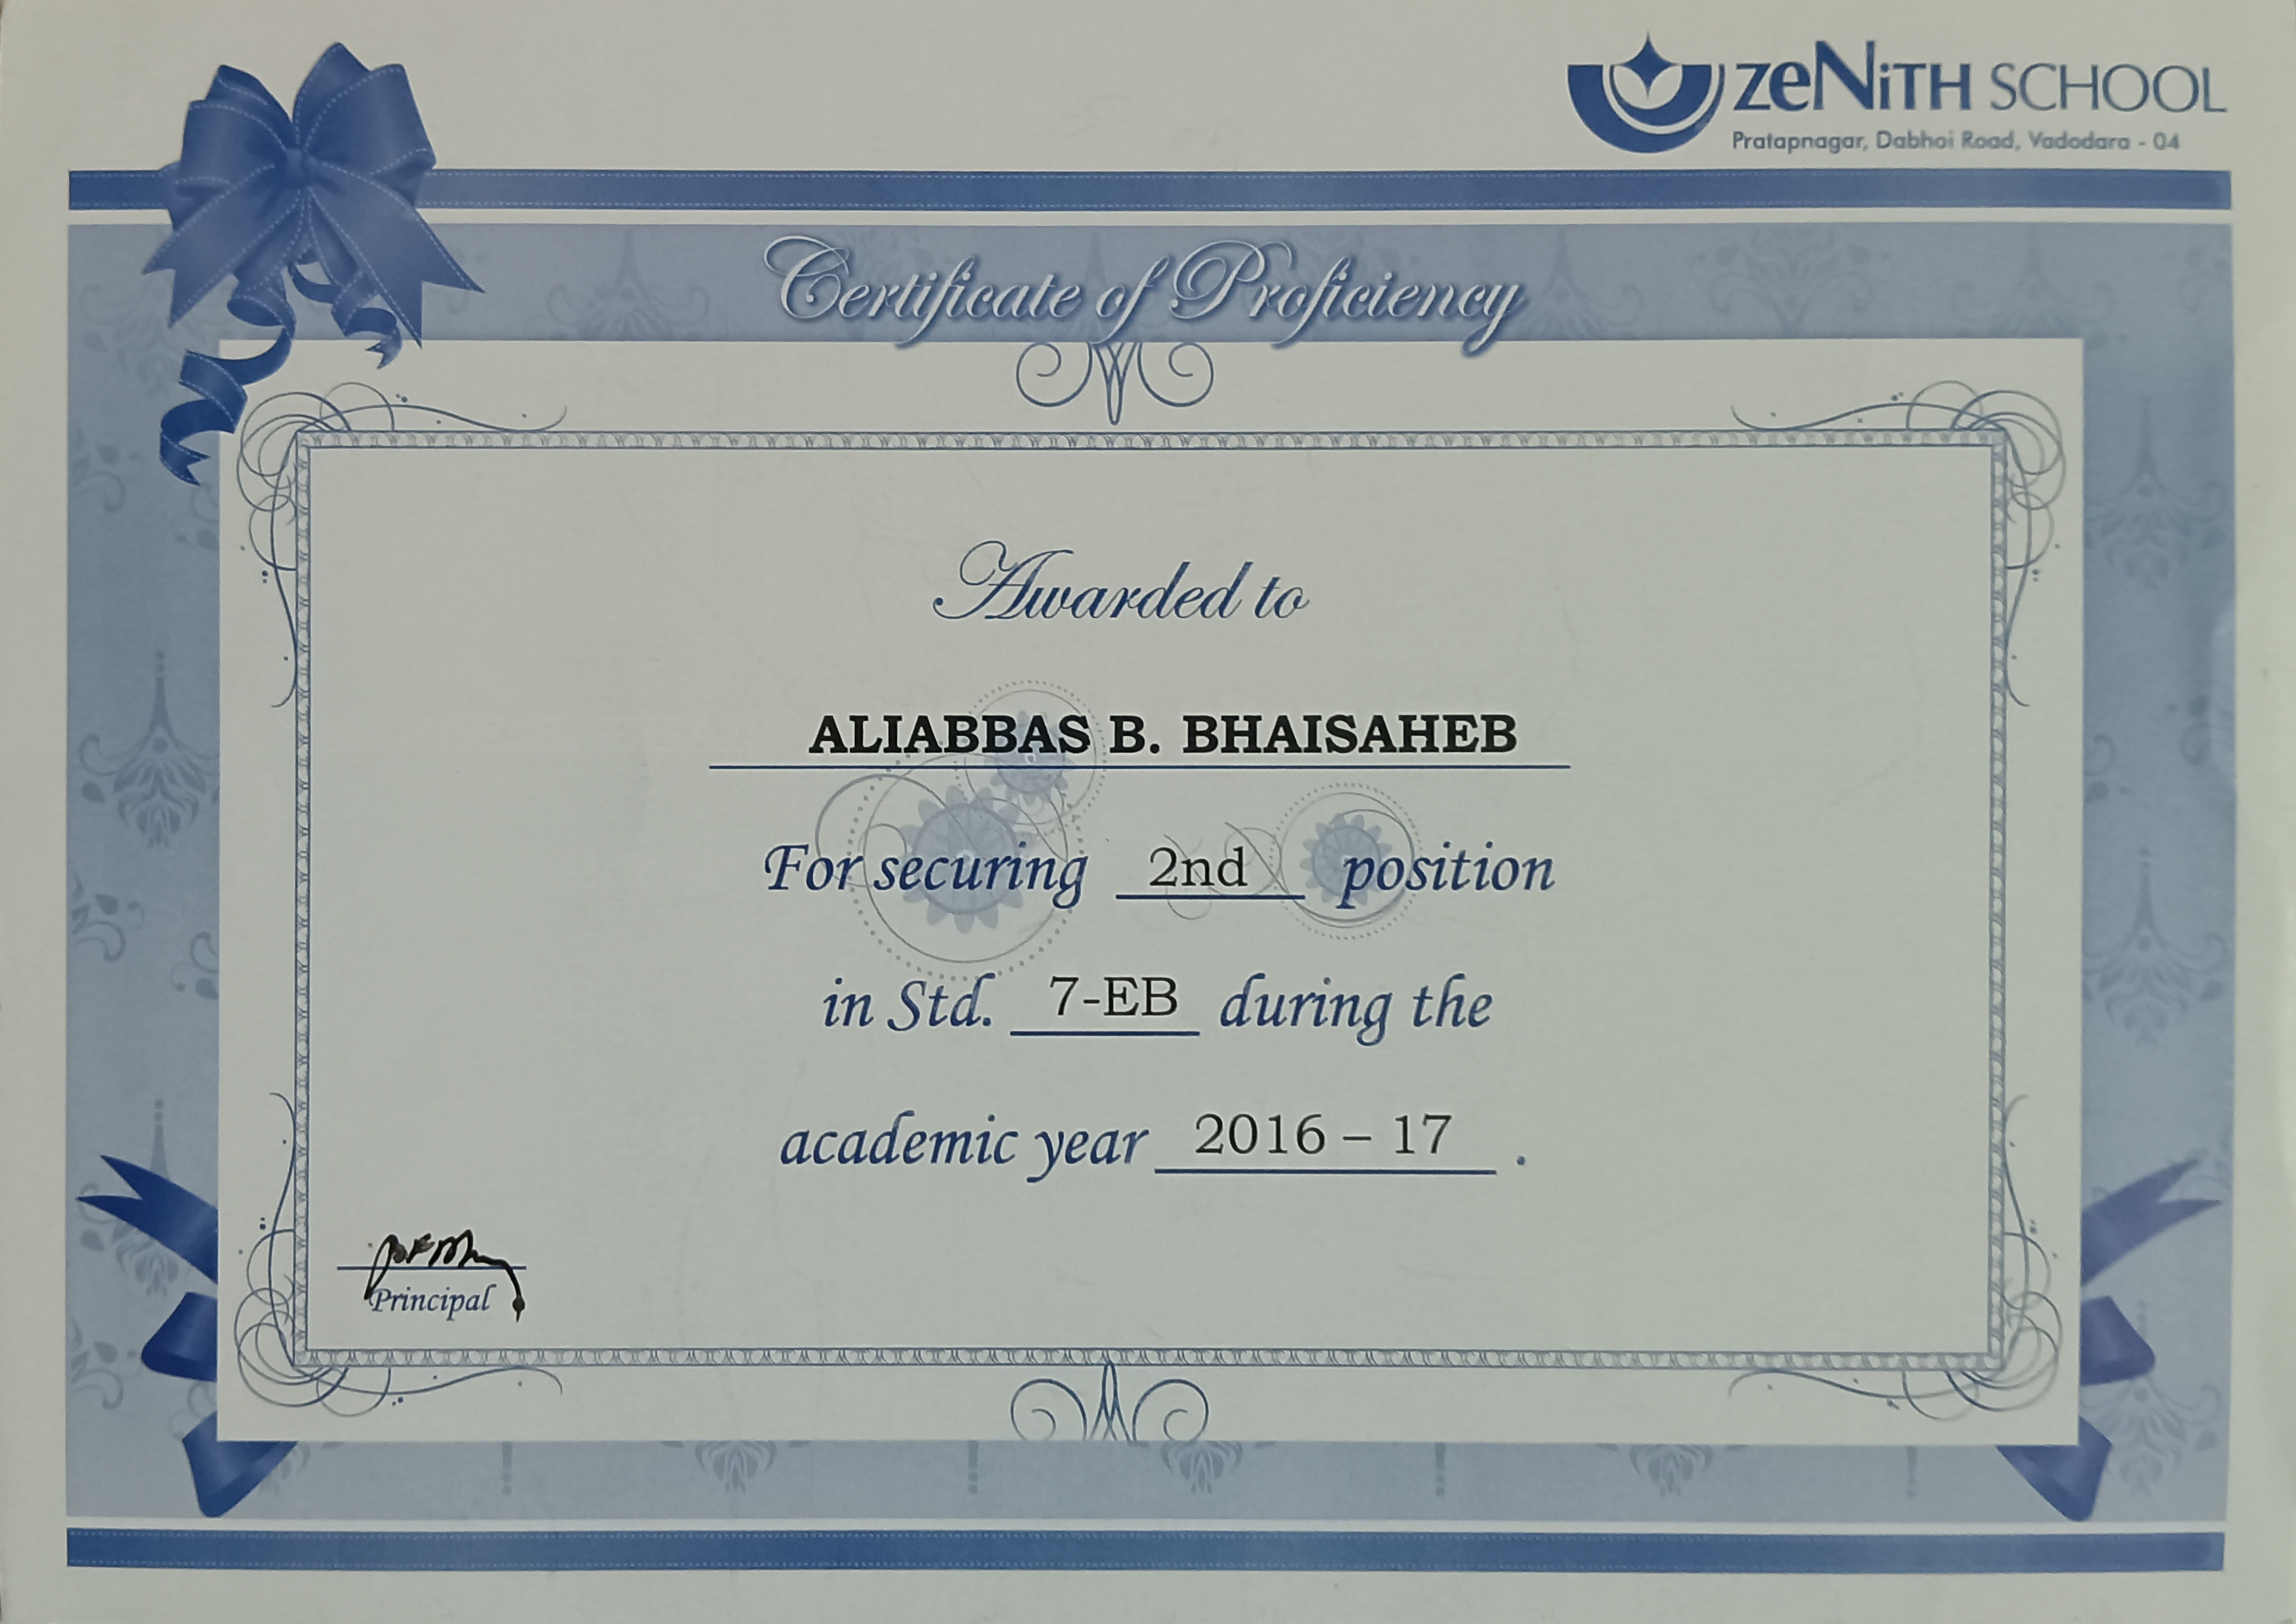 zeNiTH SCHOOL
Pratapnagar, Dabhoi Road, Vadodara - 04
Certificate of Proficiency
Awarded to
ALIABBAS B. BHAISAHEB
For securing 2nd position
in Std. 7-EB during the
academic year 2016 – 17 .
Principal